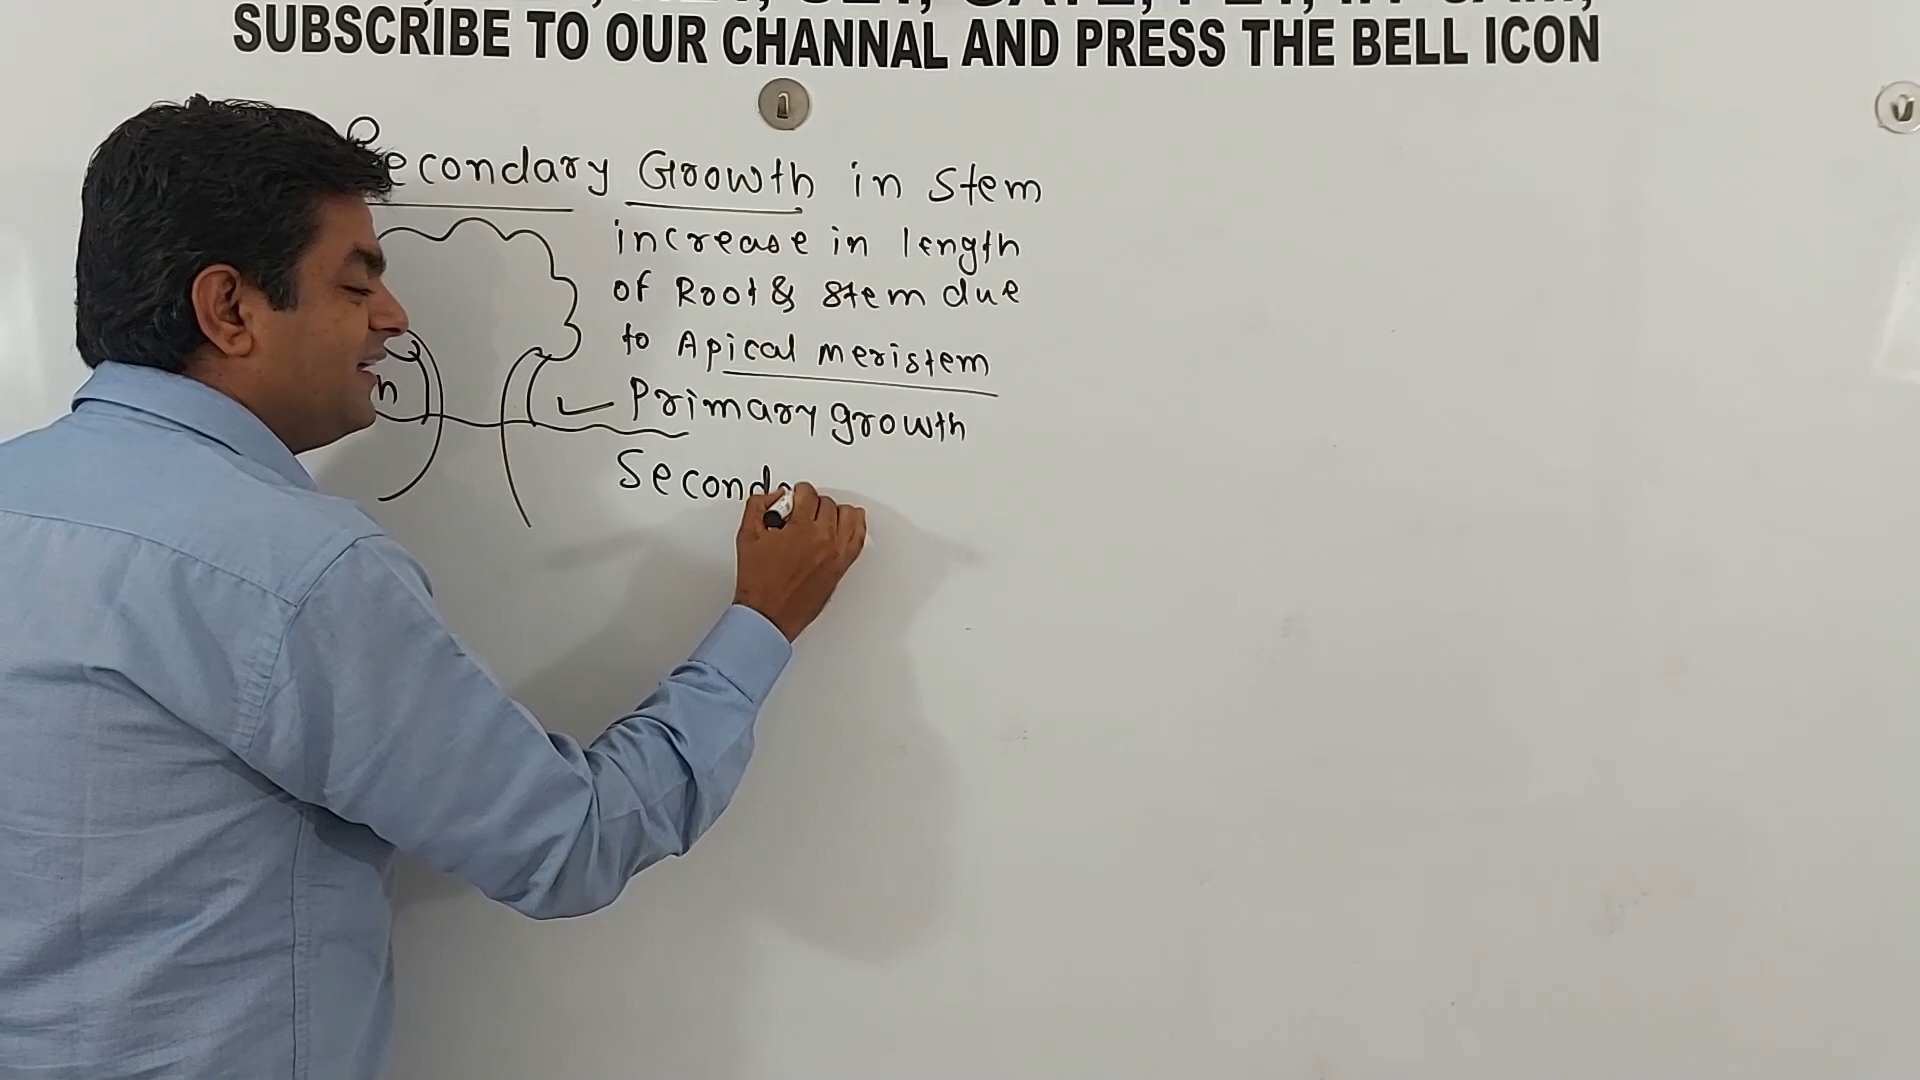 SUBSCRIBE TO OUR CHANNAL AND PRESS THE BELL ICON
Secondary Growth in Stem
increase in length
of Root & Stem due
to Apical meristem
Primary growth
Seconda